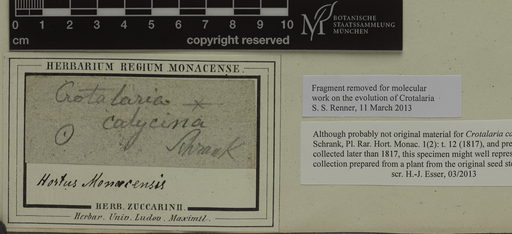 0 1 2 3 4 5 6 7 8 9 10
cm
copyright reserved
M
BOTANISCHE
STAATSSAMMLUNG
MÜNCHEN
HERBARIUM REGIUM MONACENSE.
Crotalaria
calycina
Schrank
Hortus Monacensis
HERB. ZUCCARINII.
Herbar. Univ. Ludov. Maximil.
Fragment removed for molecular
work on the evolution of Crotalaria
S. S. Renner, 11 March 2013
Although probably not original material for Crotalaria ca
Schrank, Pl. Rar. Hort. Monac. 1(2): t. 12 (1817), and pre
collected later than 1817, this specimen might well repres
collection prepared from a plant from the original seed sto
scr. H.-J. Esser, 03/2013